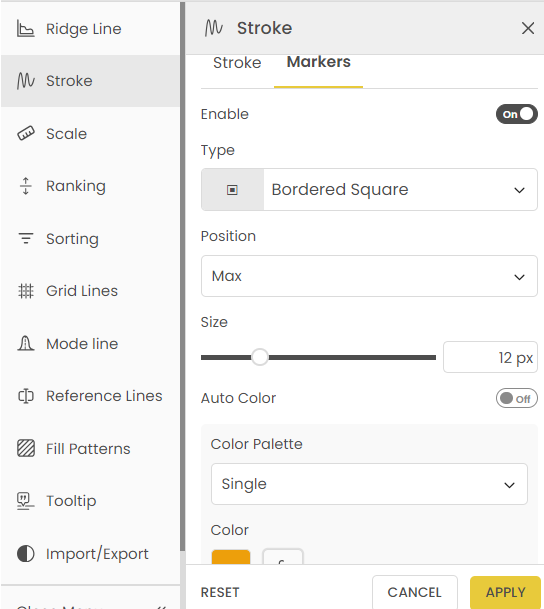 Ridge Line
Stroke
Scale
Ranking
Sorting
Grid Lines
Mode line
Reference Lines
Fill Patterns
Tooltip
Import/Export
Stroke
Stroke Markers
Enable On
Type
Bordered Square
Position
Max
Size
12 px
Auto Color Off
Color Palette
Single
Color
RESET CANCEL APPLY